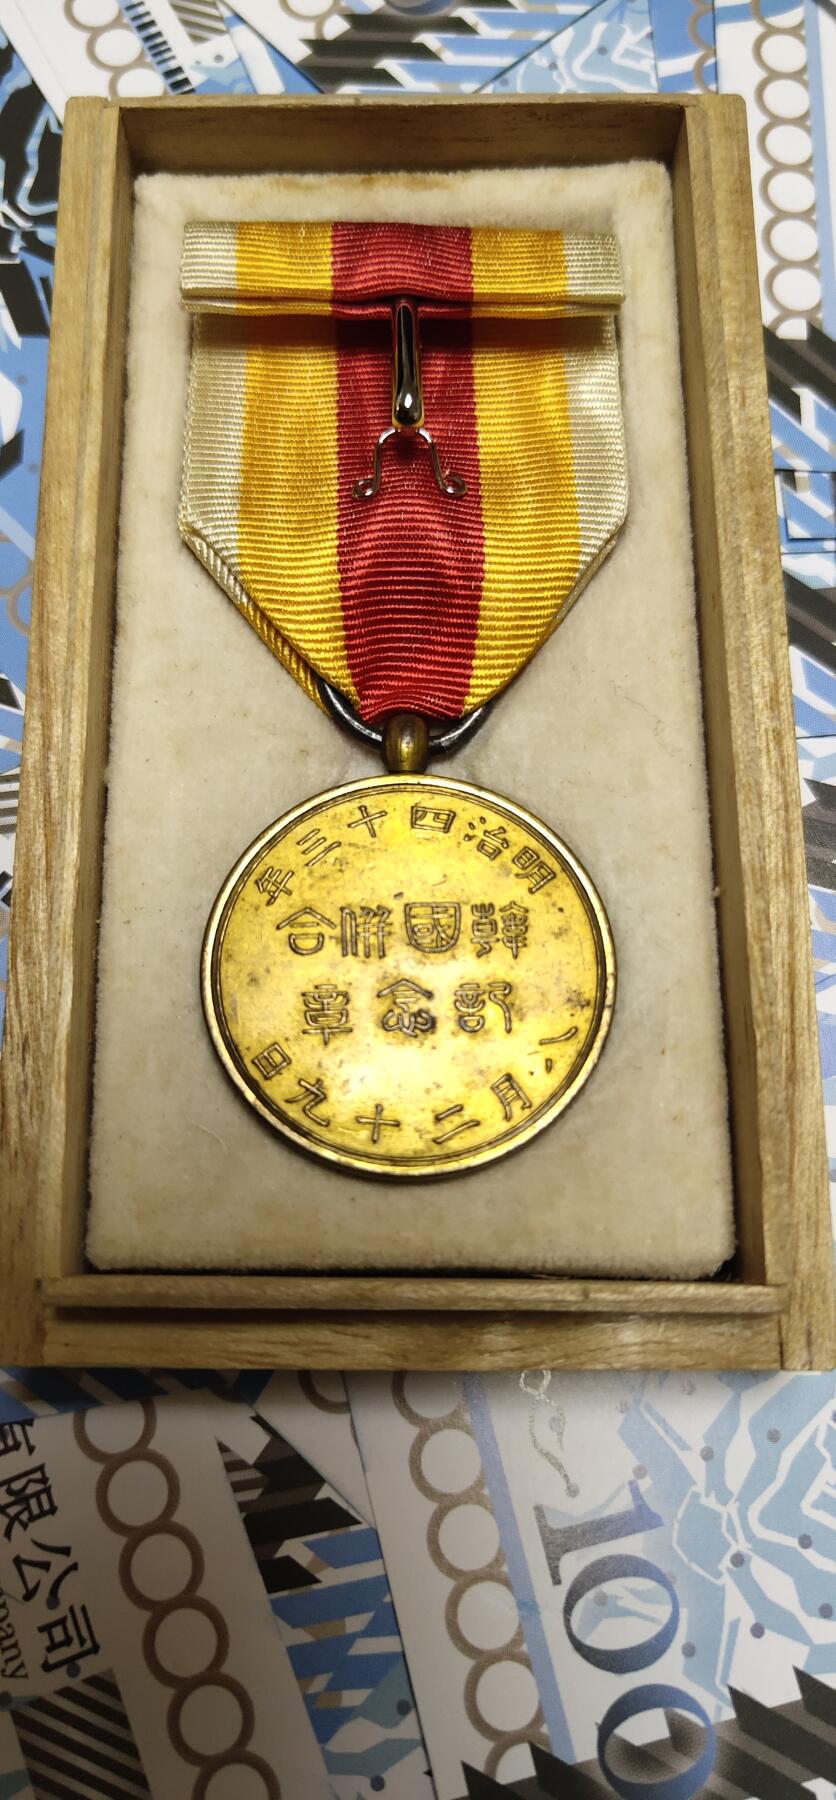 明治四十三年
韓國併合
記念章
八月二十九日
有限公司
mpany
100